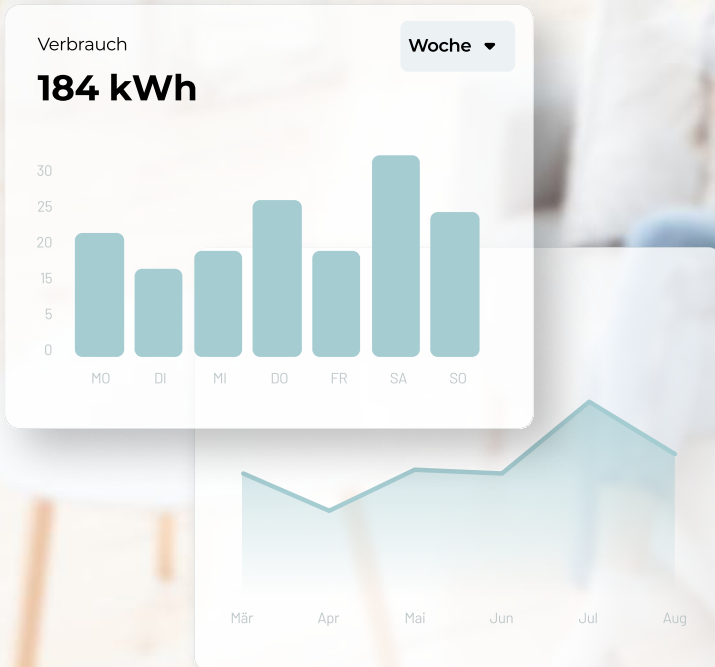 Verbrauch
Woche
184 kWh
30
25
20
15
5
0
MO DI MI DO FR SA SO
Mär Apr Mai Jun Jul Aug